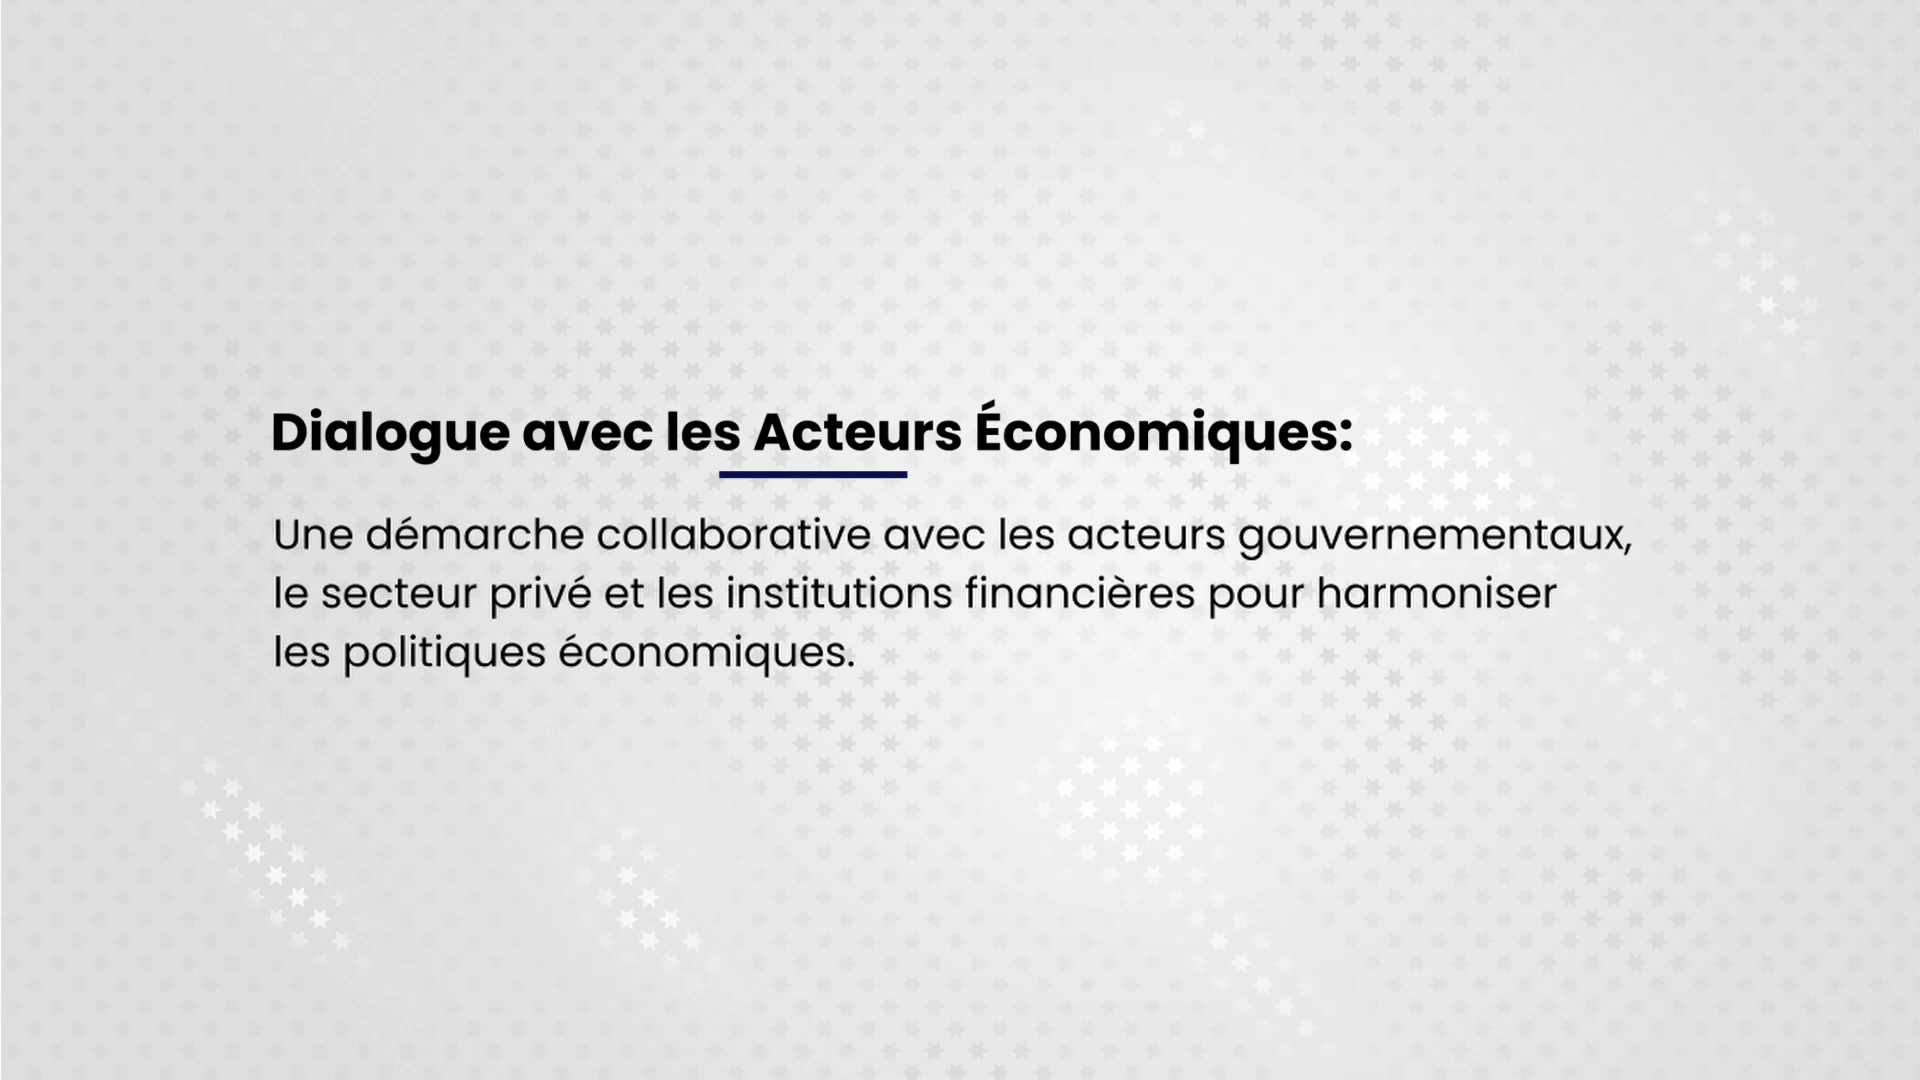 Dialogue avec les Acteurs Économiques:
Une démarche collaborative avec les acteurs gouvernementaux,
le secteur privé et les institutions financières pour harmoniser
les politiques économiques.